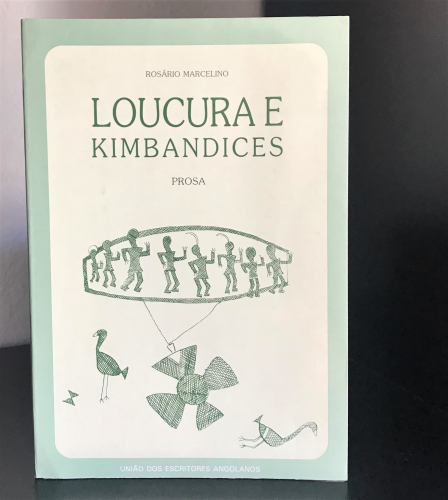 ROSÁRIO MARCELINO
LOUCURA E
KIMBANDICES
PROSA
UNIÃO DOS ESCRITORES ANGOLANOS